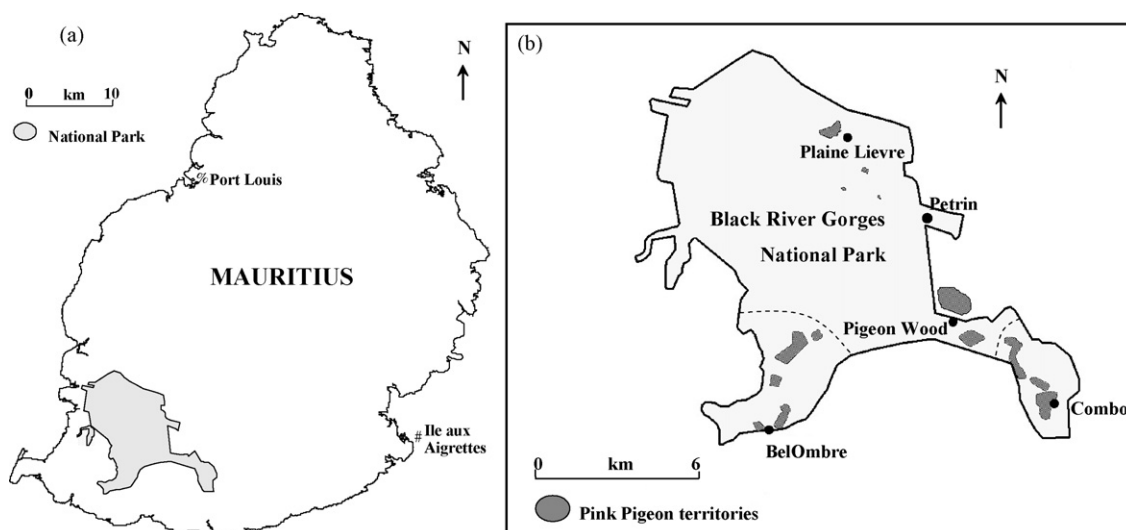 (a)
N
0 km 10
National Park
% Port Louis
MAURITIUS
# Ile aux
Aigrettes
(b)
N
Plaine Lievre
Petrin
Black River Gorges
National Park
Pigeon Wood
Combo
BelOmbre
0 km 6
Pink Pigeon territories